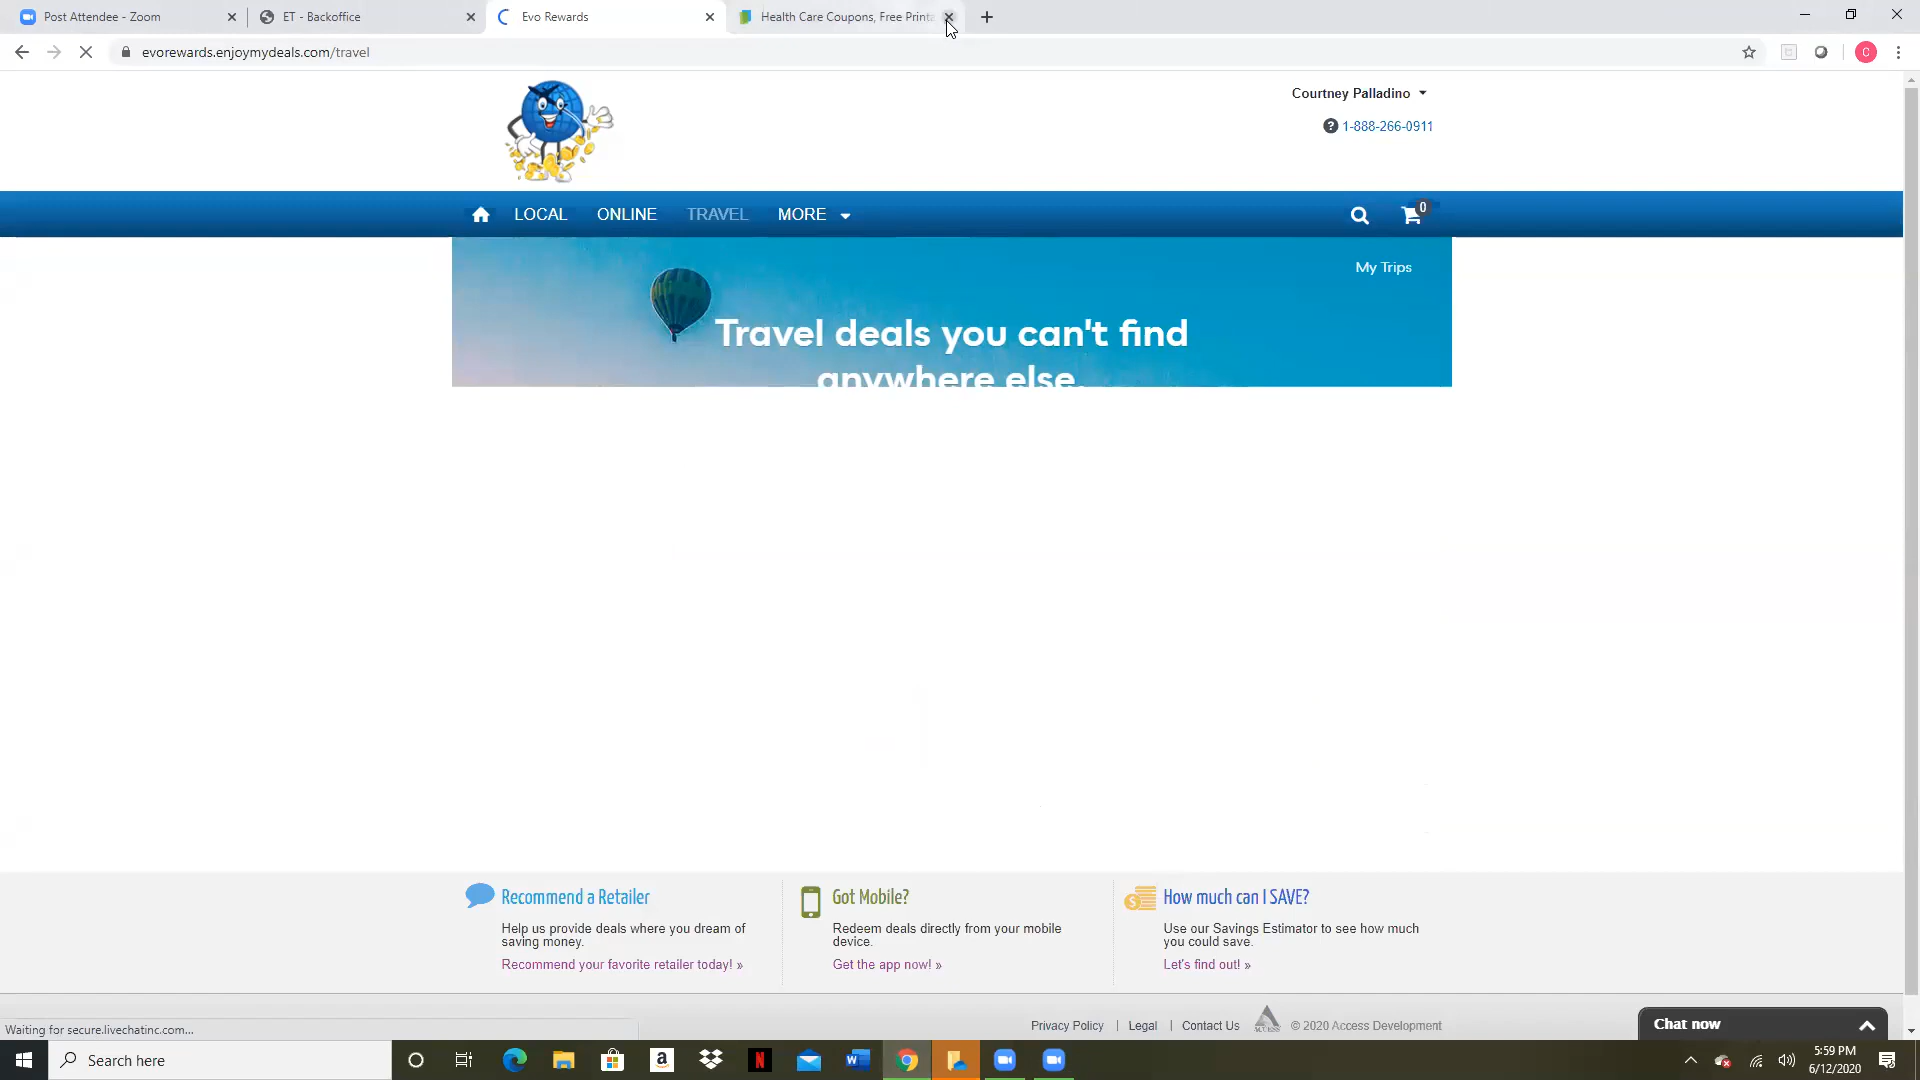 Post Attendee - Zoom
ET - Backoffice
Evo Rewards
Health Care Coupons, Free Printa
evorewards.enjoymydeals.com/travel
C
Courtney Palladino
1-888-266-0911
LOCAL ONLINE TRAVEL MORE
0
My Trips
Travel deals you can't find
anywhere else.
Recommend a Retailer
Help us provide deals where you dream of
saving money.
Recommend your favorite retailer today! »
Got Mobile?
Redeem deals directly from your mobile
device.
Get the app now! »
How much can I SAVE?
Use our Savings Estimator to see how much
you could save.
Let's find out! »
Waiting for secure.livechatinc.com...
Privacy Policy | Legal | Contact Us ACCESS © 2020 Access Development
Chat now
Search here
5:59 PM
6/12/2020